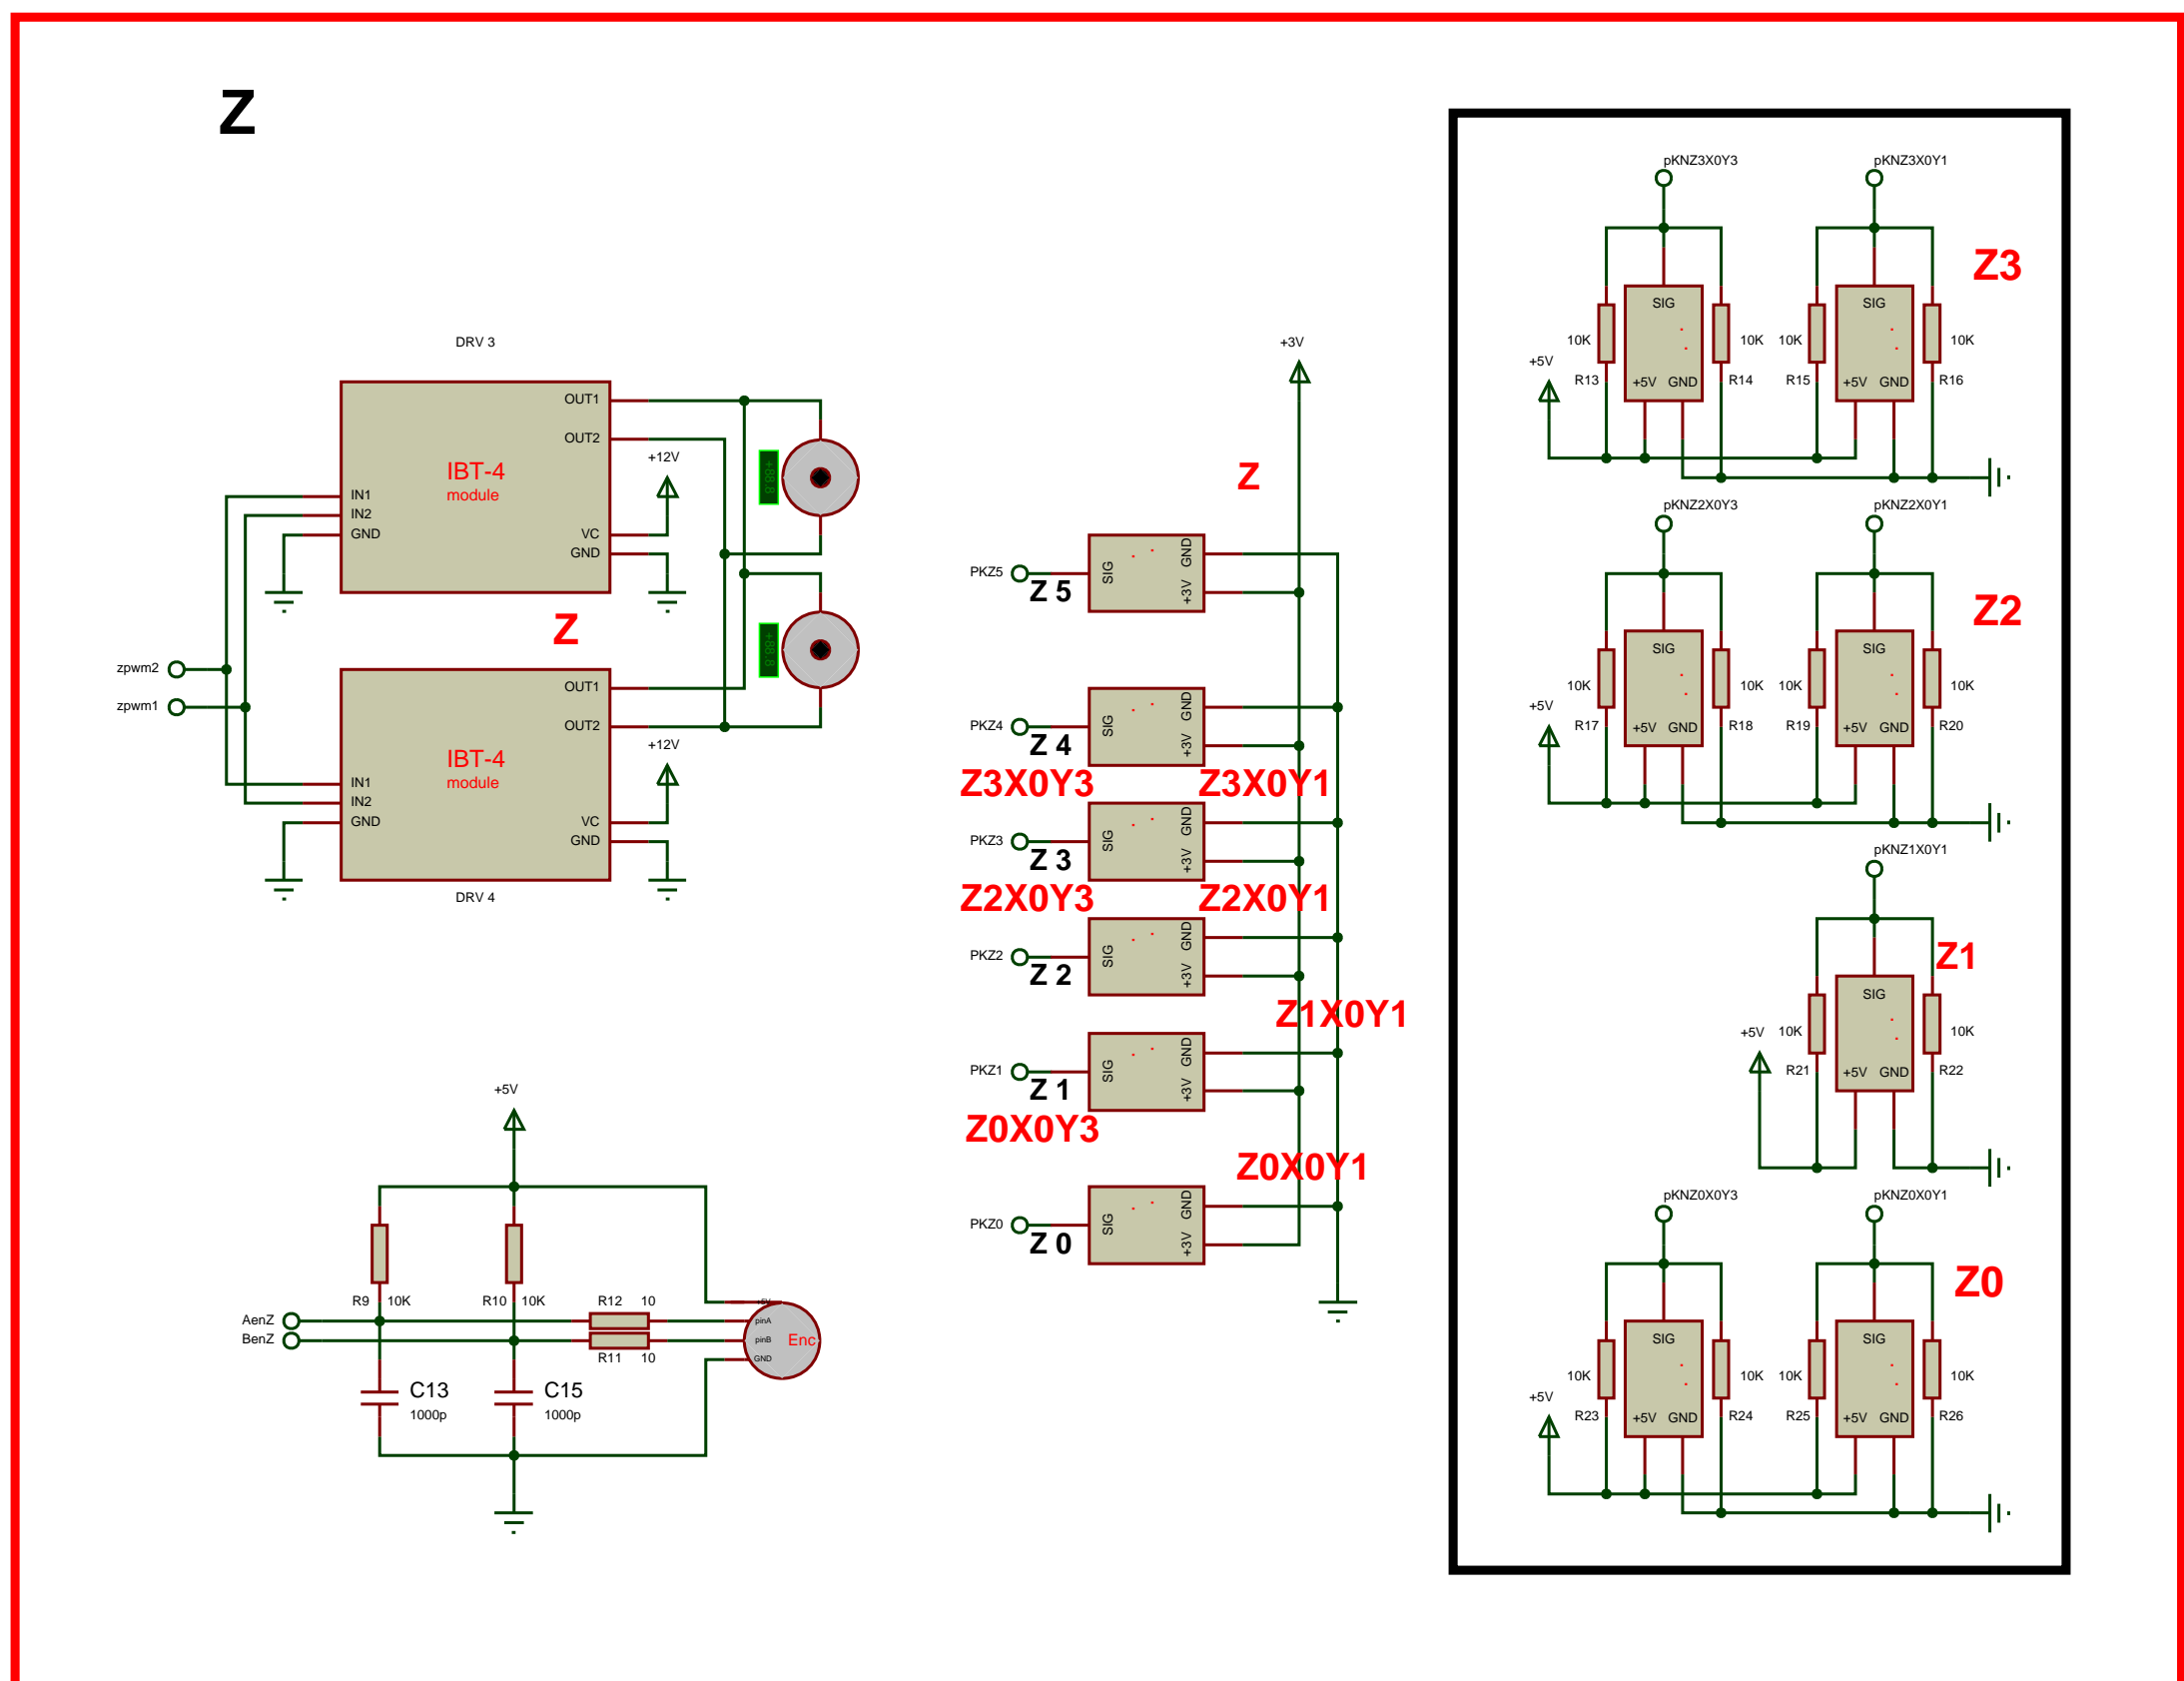 Z
DRV 3
IBT-4
module
IN1
IN2
GND
OUT1
OUT2
VC
GND
+12V
Z
zpwm2
zpwm1
IBT-4
module
IN1
IN2
GND
OUT1
OUT2
VC
GND
+12V
DRV 4
+5V
R9 10K
R10 10K
R12 10
R11 10
AenZ
BenZ
+5V
pinA
pinB
GND
Enc
C13
1000p
C15
1000p
+3V
Z
PKZ5
Z 5
SIG
GND
+3V
PKZ4
Z 4
SIG
GND
+3V
Z3X0Y3
Z3X0Y1
PKZ3
Z 3
SIG
GND
+3V
Z2X0Y3
Z2X0Y1
PKZ2
Z 2
SIG
GND
+3V
Z1X0Y1
PKZ1
Z 1
SIG
GND
+3V
Z0X0Y3
Z0X0Y1
PKZ0
Z 0
SIG
GND
+3V
pKNZ3X0Y3
pKNZ3X0Y1
Z3
SIG
SIG
10K
10K
10K
10K
+5V
R13
+5V GND
R14
R15
+5V GND
R16
pKNZ2X0Y3
pKNZ2X0Y1
Z2
SIG
SIG
10K
10K
10K
10K
+5V
R17
+5V GND
R18
R19
+5V GND
R20
pKNZ1X0Y1
Z1
SIG
+5V
10K
10K
R21
+5V GND
R22
pKNZ0X0Y3
pKNZ0X0Y1
Z0
SIG
SIG
10K
10K
10K
10K
+5V
R23
+5V GND
R24
R25
+5V GND
R26